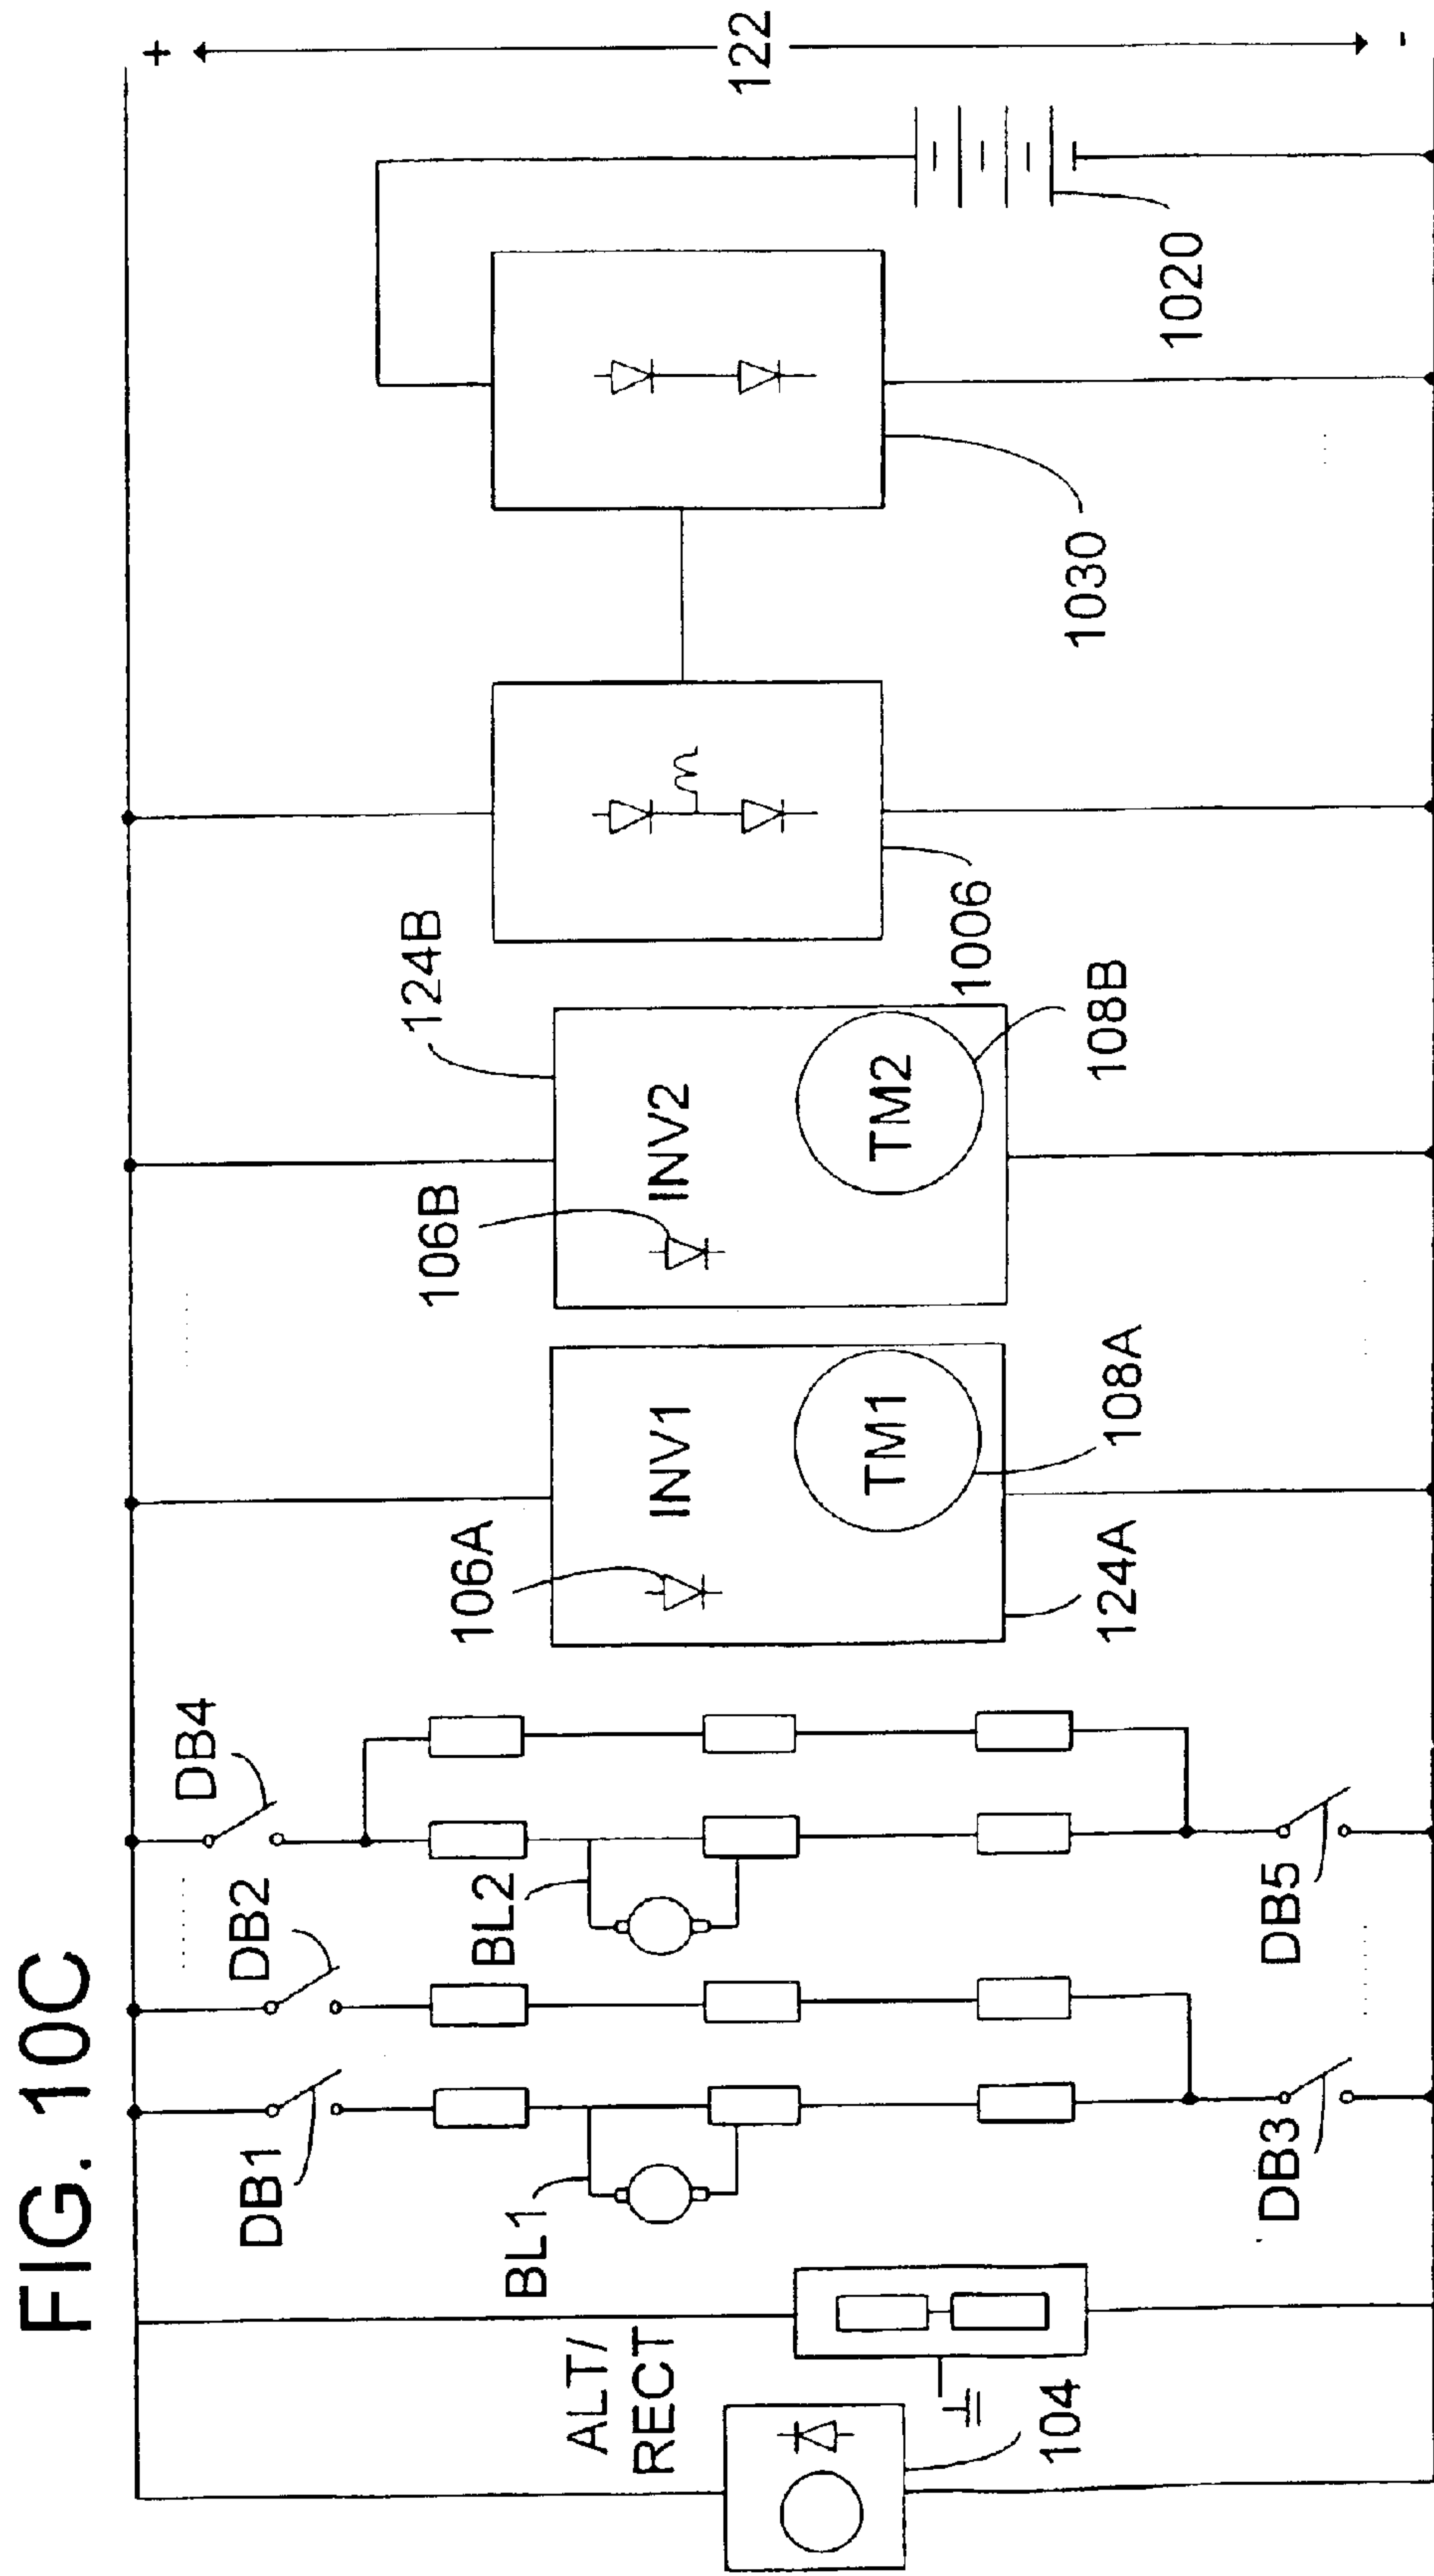 FIG. 10C
+
122
-
DB4
DB2
DB1
BL2
BL1
DB5
DB3
ALT/
RECT
104
106A
INV1
TM1
108A
124A
106B
124B
INV2
TM2
108B
1006
1030
1020